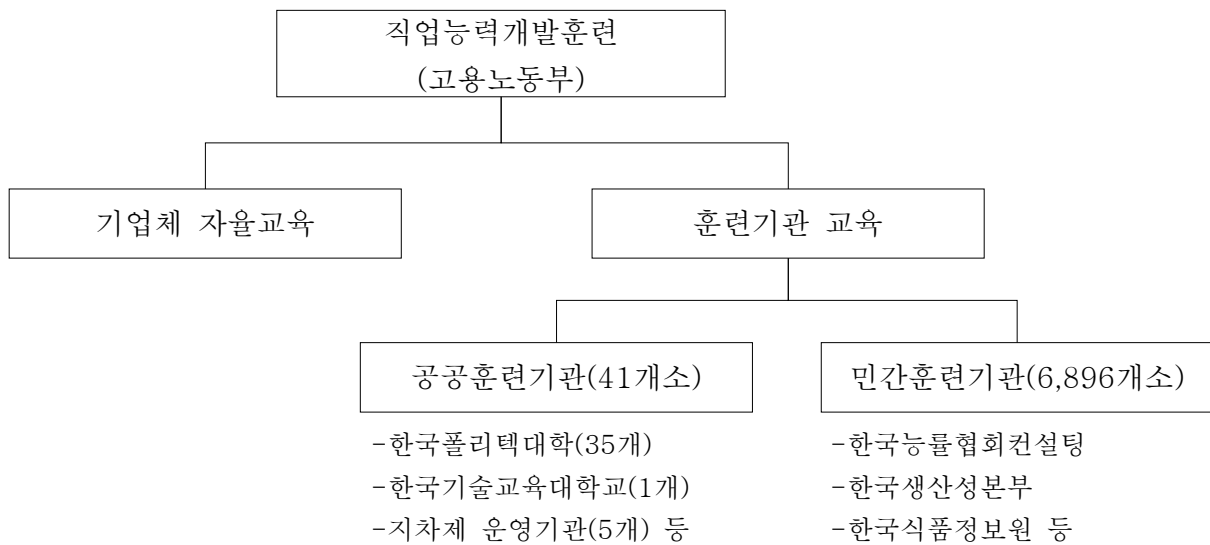 직업능력개발훈련
(고용노동부)
기업체 자율교육
훈련기관 교육
공공훈련기관(41개소)
민간훈련기관(6,896개소)
-한국폴리텍대학(35개)
-한국기술교육대학교(1개)
-지차제 운영기관(5개) 등
-한국능률협회컨설팅
-한국생산성본부
-한국식품정보원 등